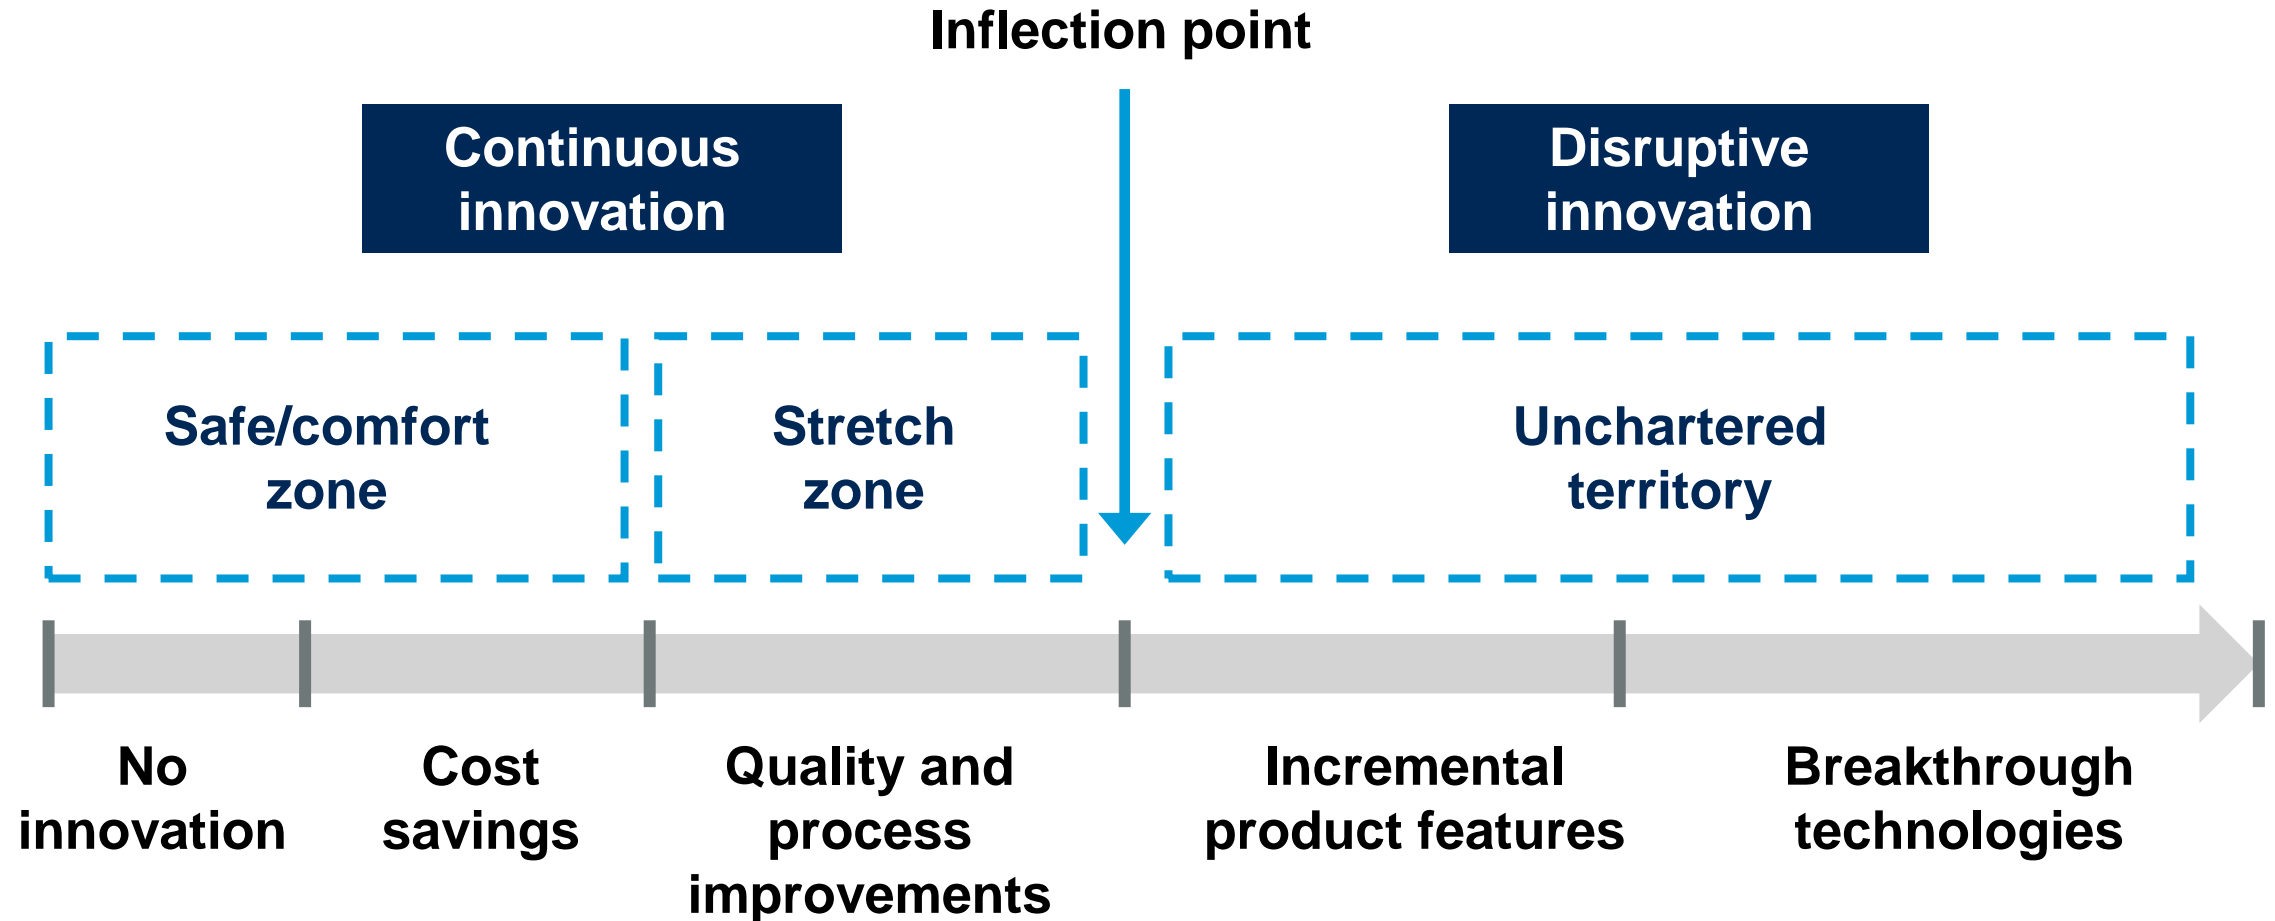 Inflection point
Continuous
innovation
Disruptive
innovation
Safe/comfort
zone
Stretch
zone
Unchartered
territory
No
innovation
Cost
savings
Quality and
process
improvements
Incremental
product features
Breakthrough
technologies